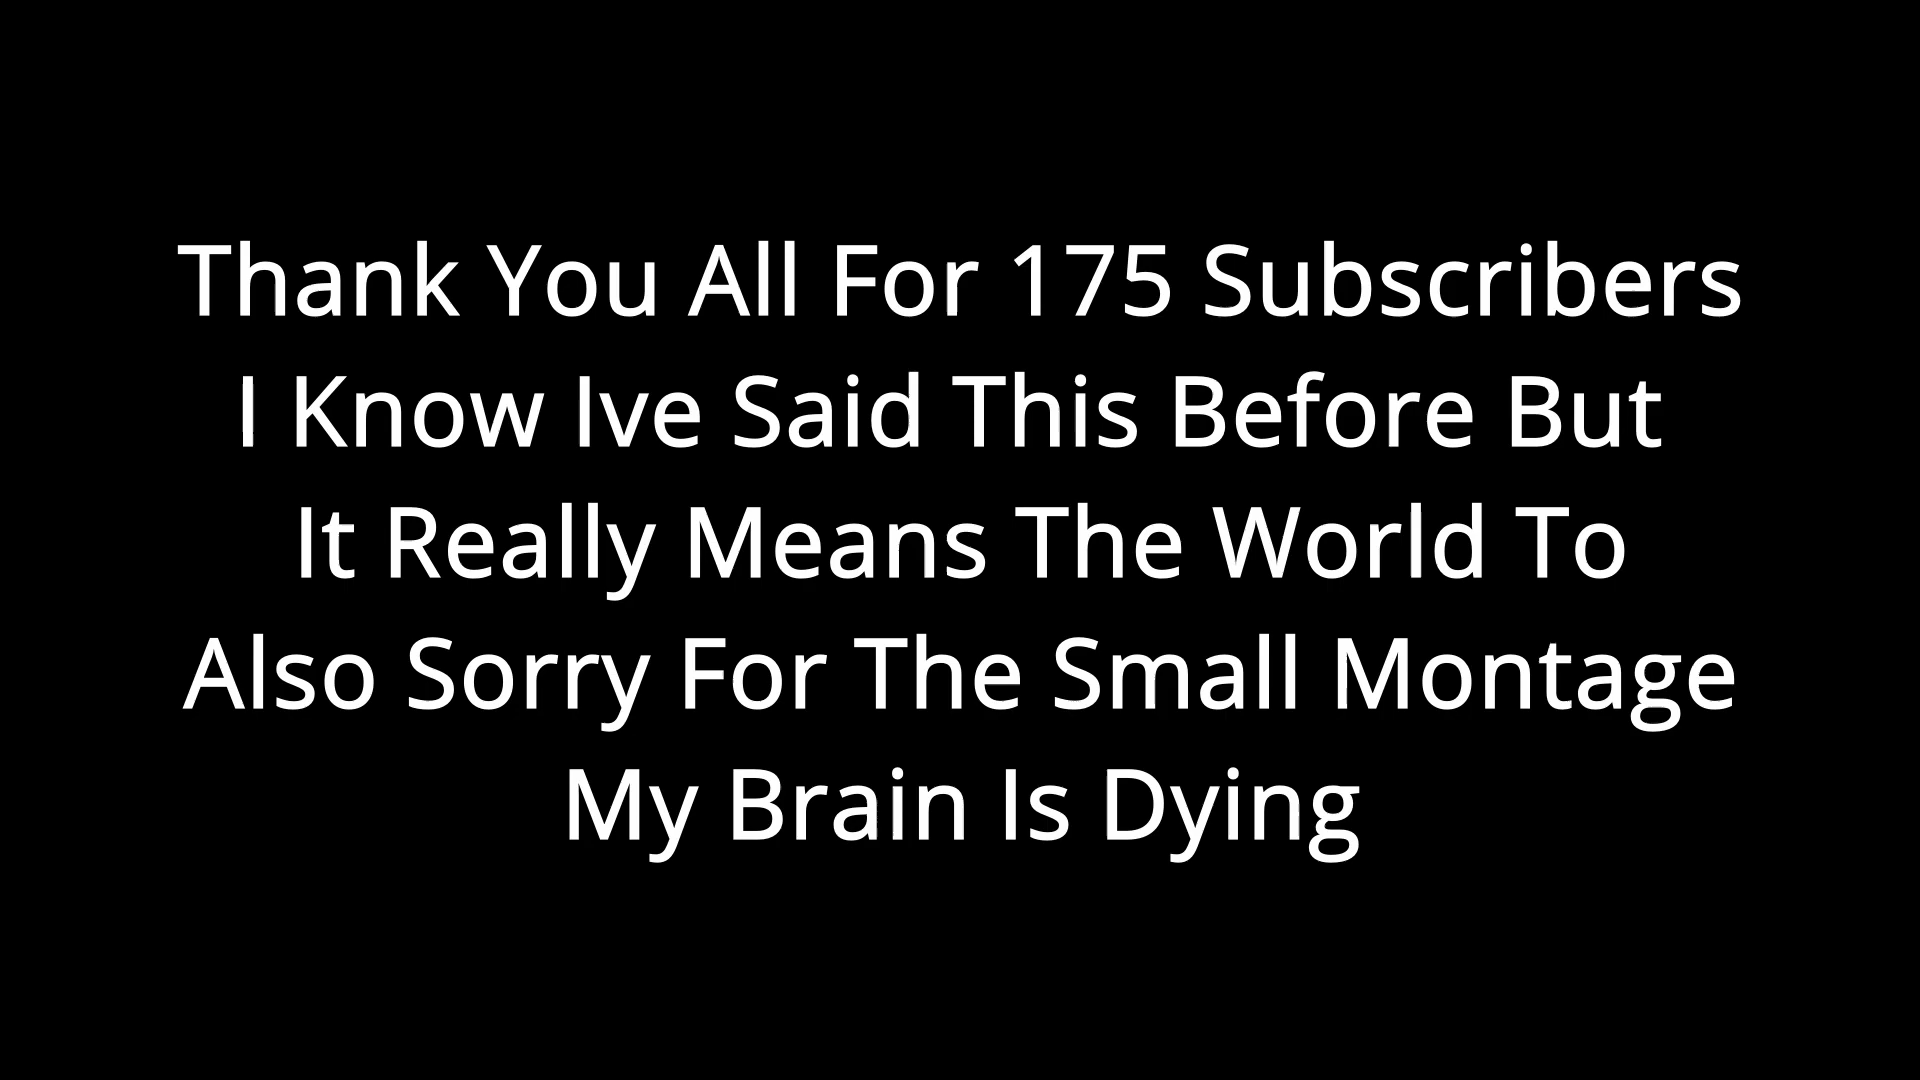 Thank You All For 175 Subscribers
I Know Ive Said This Before But
It Really Means The World To
Also Sorry For The Small Montage
My Brain Is Dying